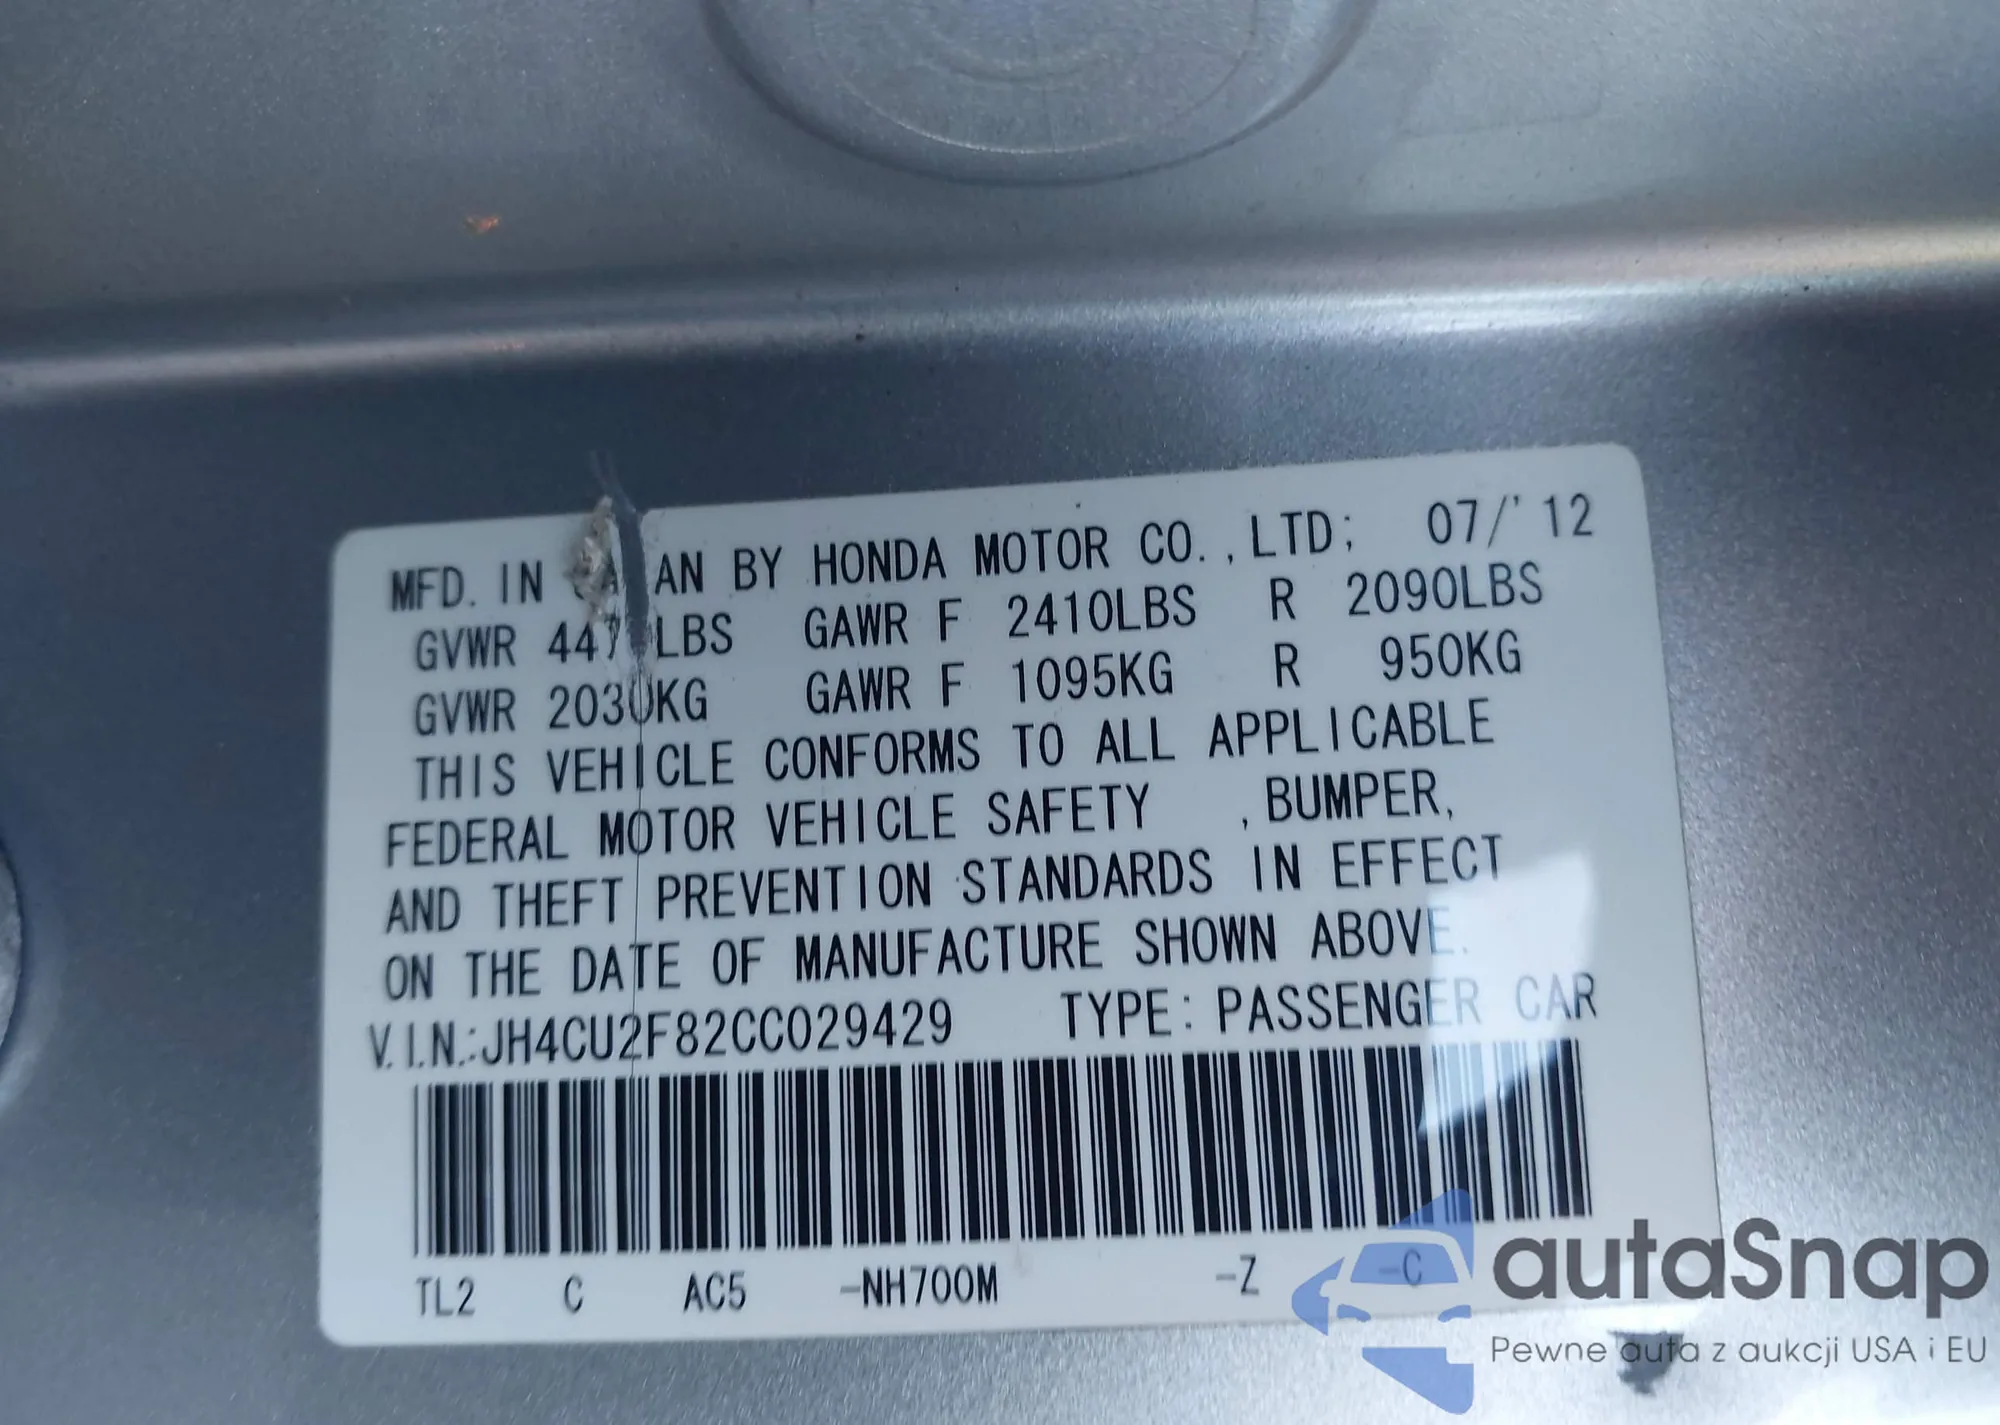 MFD. IN JAPAN BY HONDA MOTOR CO.,LTD; 07/'12
GVWR LBS GAWR F 2410LBS R 2090LBS
GVWR 2030KG GAWR F 1095KG R 950KG
THIS VEHICLE CONFORMS TO ALL APPLICABLE
FEDERAL MOTOR VEHICLE SAFETY ,BUMPER,
AND THEFT PREVENTION STANDARDS IN EFFECT
ON THE DATE OF MANUFACTURE SHOWN ABOVE.
V.I.N.:JH4CU2F82CC029429 TYPE: PASSENGER CAR
TL2 C AC5 -NH700M -Z -C
autaSnap
Pewne auta z aukcji USA i EU